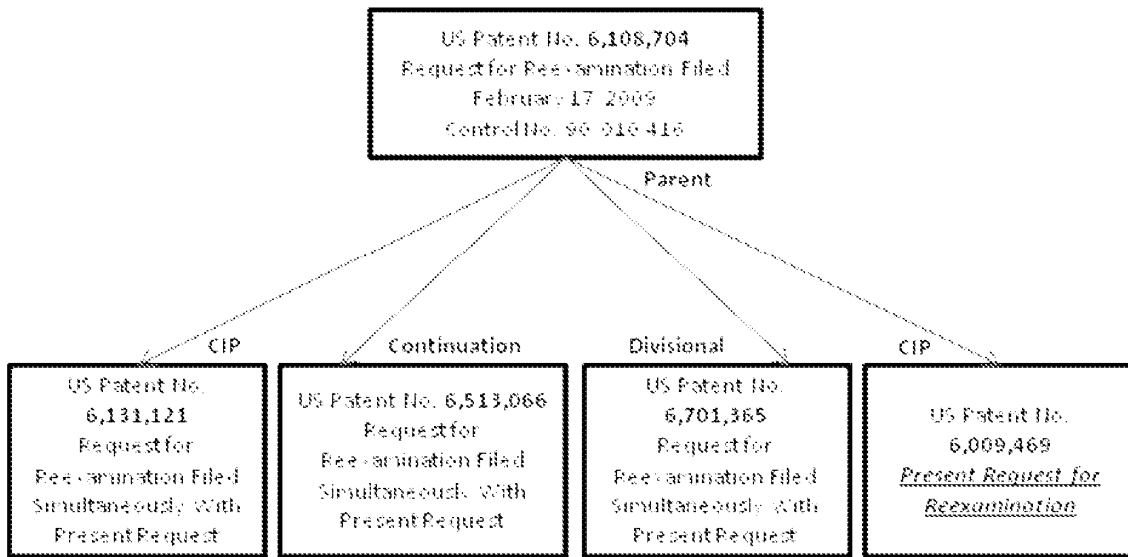 US Patent No. 6,108,704
Request for Reexamination Filed
February 17 2009
Control No. 90 010 416
Parent
CIP
Continuation
Divisional
CIP
US Patent No.
6,131,121
Request for
Reexamination Filed
Simultaneously With
Present Request
US Patent No. 6,513,066
Request for
Reexamination Filed
Simultaneously With
Present Request
US Patent No.
6,701,365
Request for
Reexamination Filed
Simultaneously With
Present Request
US Patent No.
6,009,469
Present Request for
Reexamination